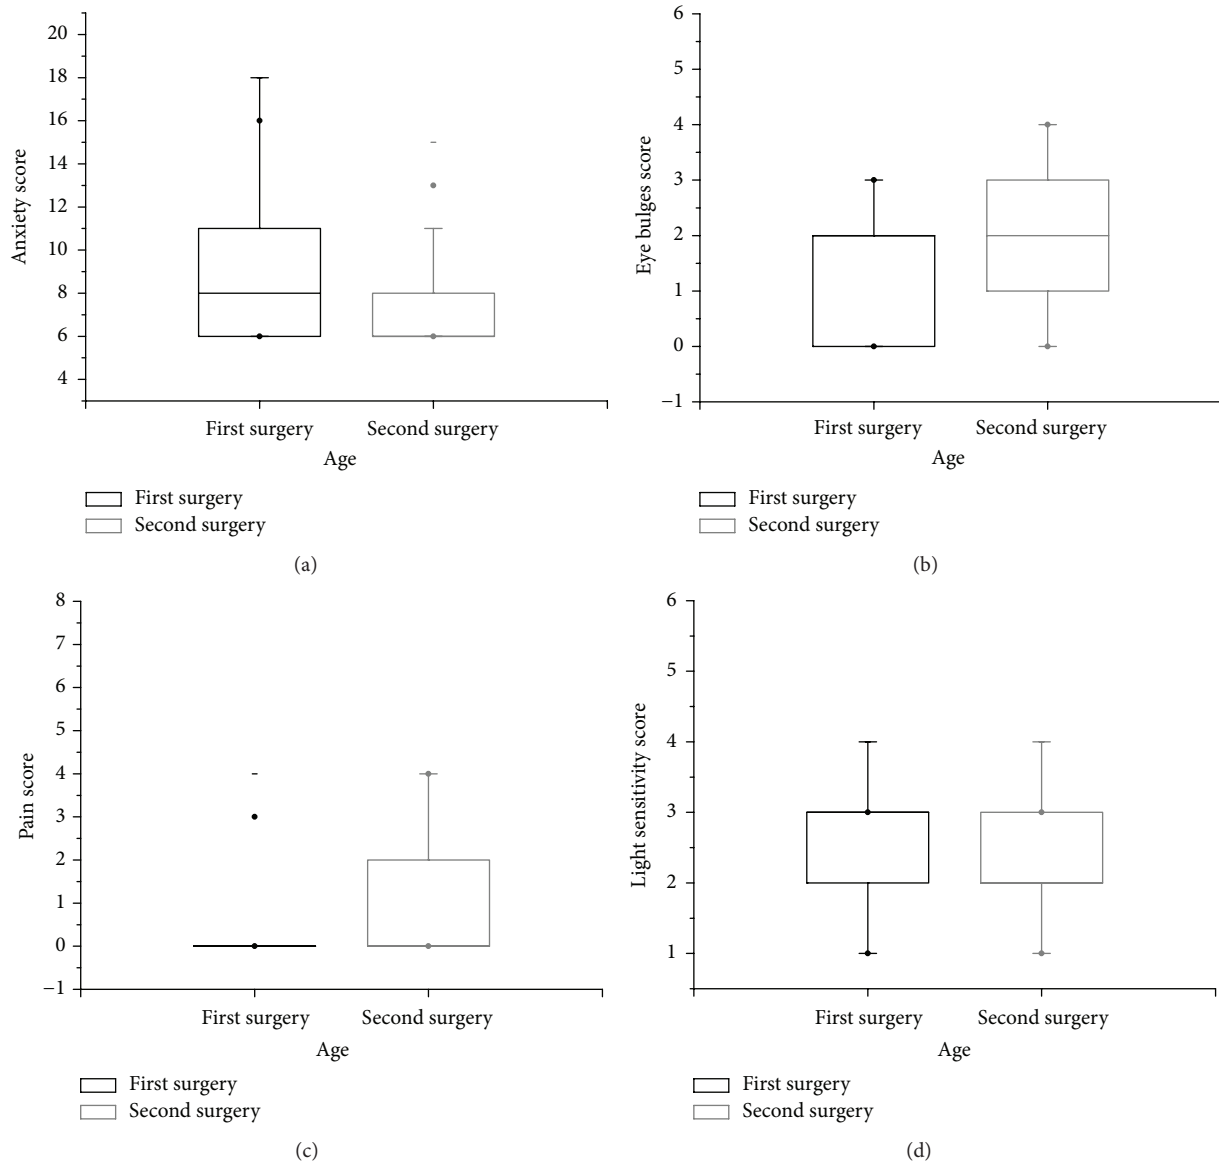 Anxiety score
20
18
16
14
12
10
8
6
4
First surgery Second surgery
Age
First surgery
Second surgery
(a)
Eye bulges score
6
5
4
3
2
1
0
−1
First surgery Second surgery
Age
First surgery
Second surgery
(b)
Pain score
8
7
6
5
4
3
2
1
0
−1
First surgery Second surgery
Age
First surgery
Second surgery
(c)
Light sensitivity score
6
5
4
3
2
1
First surgery Second surgery
Age
First surgery
Second surgery
(d)